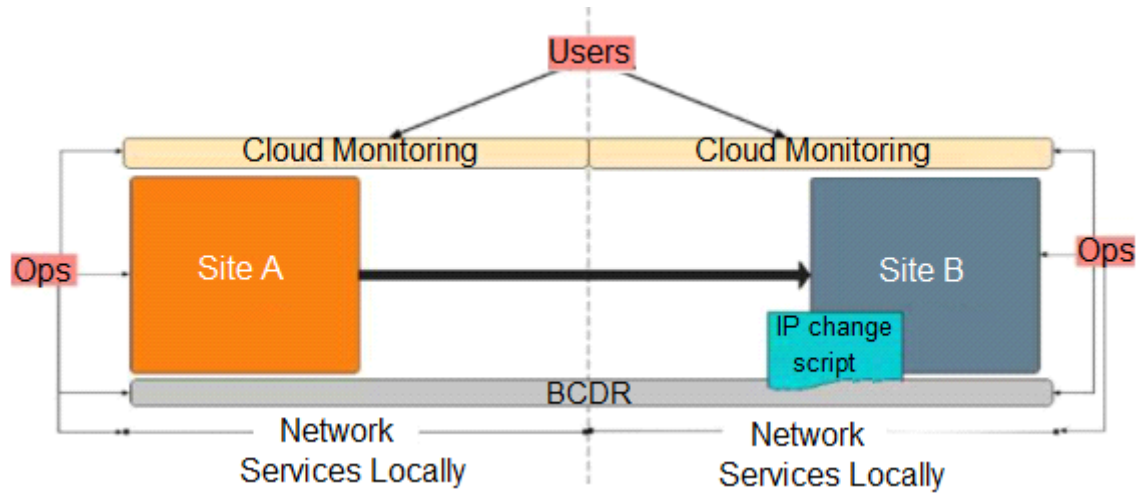 Users
Cloud Monitoring
Cloud Monitoring
Ops
Site A
Site B
Ops
IP change
script
BCDR
Network
Services Locally
Network
Services Locally